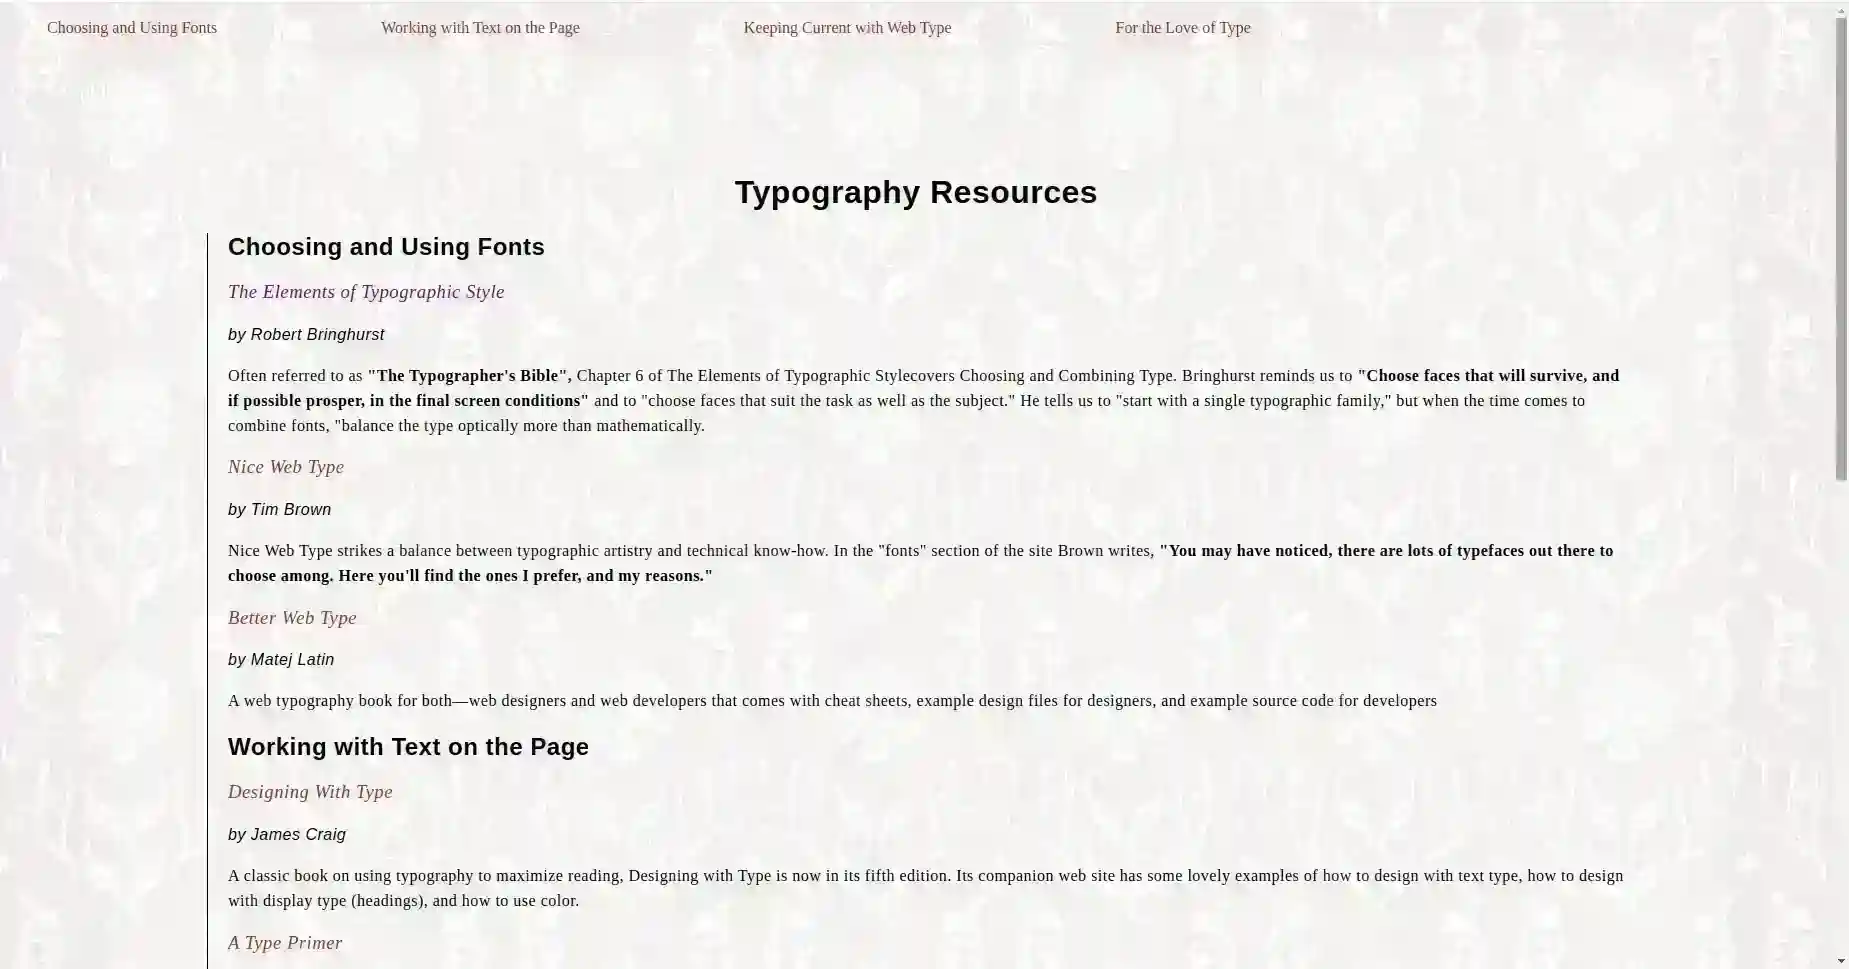 Choosing and Using Fonts Working with Text on the Page Keeping Current with Web Type For the Love of Type
Typography Resources
Choosing and Using Fonts
The Elements of Typographic Style
by Robert Bringhurst
Often referred to as "The Typographer's Bible", Chapter 6 of The Elements of Typographic Stylecovers Choosing and Combining Type. Bringhurst reminds us to "Choose faces that will survive, and
if possible prosper, in the final screen conditions" and to "choose faces that suit the task as well as the subject." He tells us to "start with a single typographic family," but when the time comes to
combine fonts, "balance the type optically more than mathematically.
Nice Web Type
by Tim Brown
Nice Web Type strikes a balance between typographic artistry and technical know-how. In the "fonts" section of the site Brown writes, "You may have noticed, there are lots of typefaces out there to
choose among. Here you'll find the ones I prefer, and my reasons."
Better Web Type
by Matej Latin
A web typography book for both—web designers and web developers that comes with cheat sheets, example design files for designers, and example source code for developers
Working with Text on the Page
Designing With Type
by James Craig
A classic book on using typography to maximize reading, Designing with Type is now in its fifth edition. Its companion web site has some lovely examples of how to design with text type, how to design
with display type (headings), and how to use color.
A Type Primer